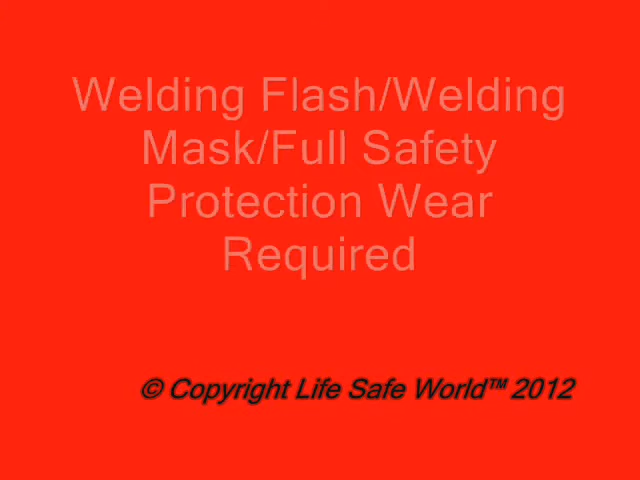 Welding Flash/Welding
Mask/Full Safety
Protection Wear
Required
© Copyright Life Safe World™ 2012